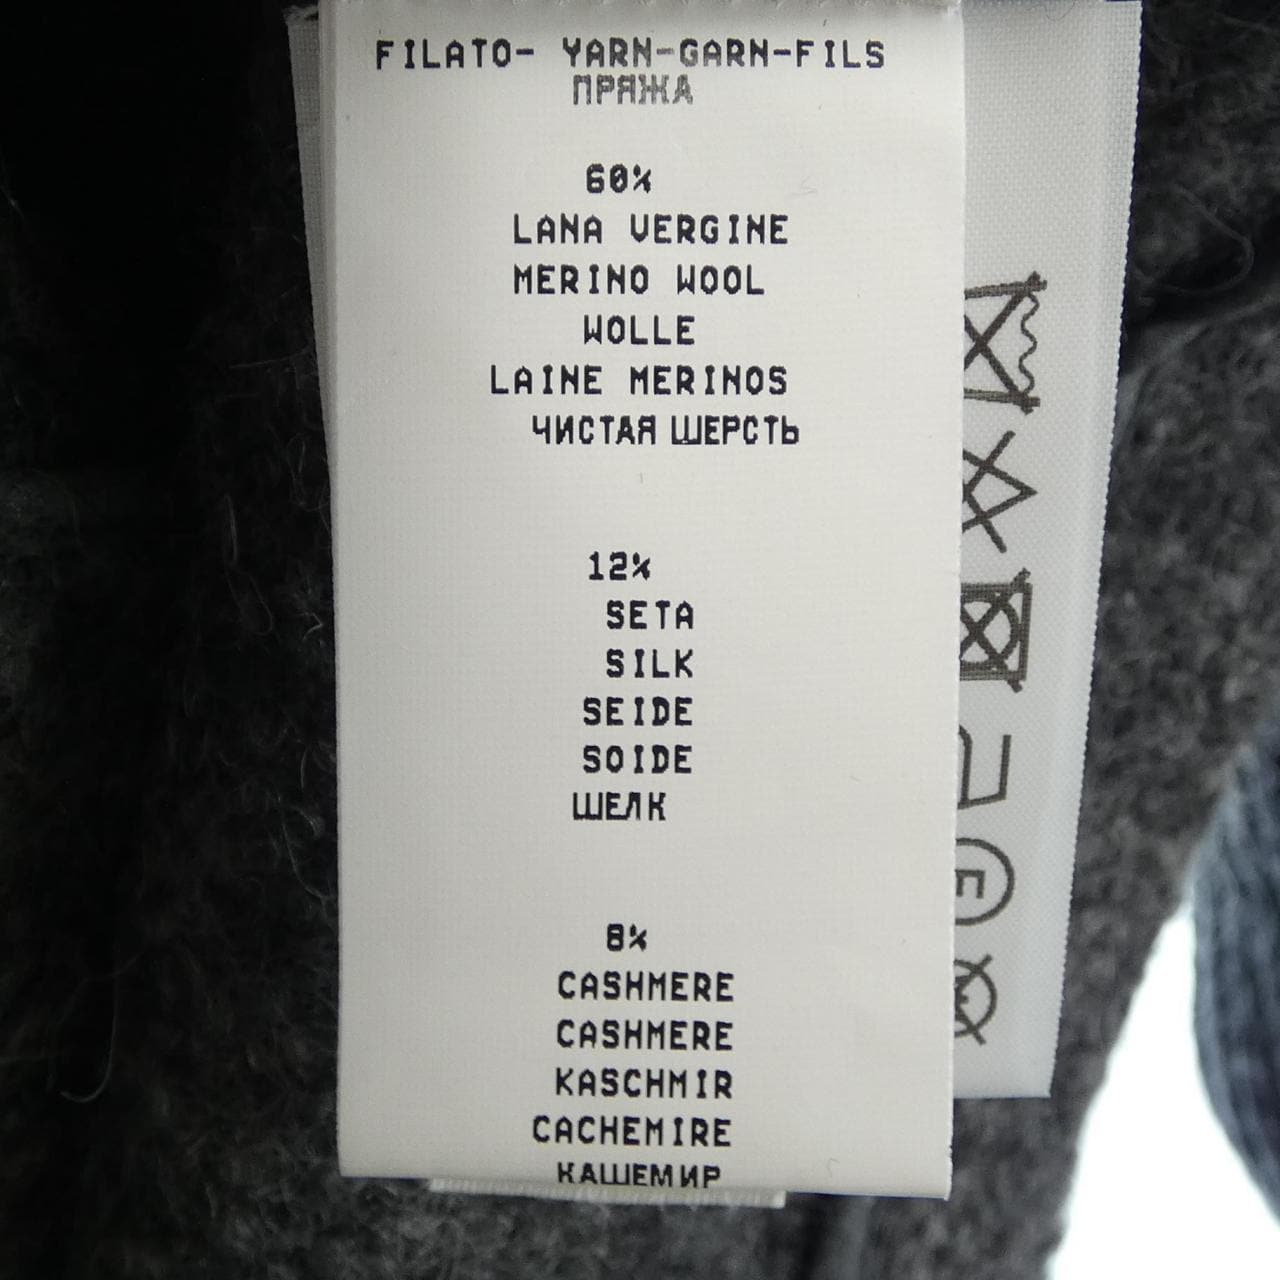 FILATO- YARN-GARN-FILS
ПРЯЖА
60%
LANA VERGINE
MERINO WOOL
WOLLE
LAINE MERINOS
ЧИСТАЯ ШЕРСТЬ
12%
SETA
SILK
SEIDE
SOIDE
ШЕЛК
8%
CASHMERE
CASHMERE
KASCHMIR
CACHEMIRE
КАШЕМИР
F